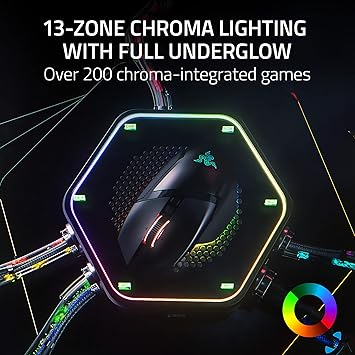 13-ZONE CHROMA LIGHTING
WITH FULL UNDERGLOW
Over 200 chroma-integrated games